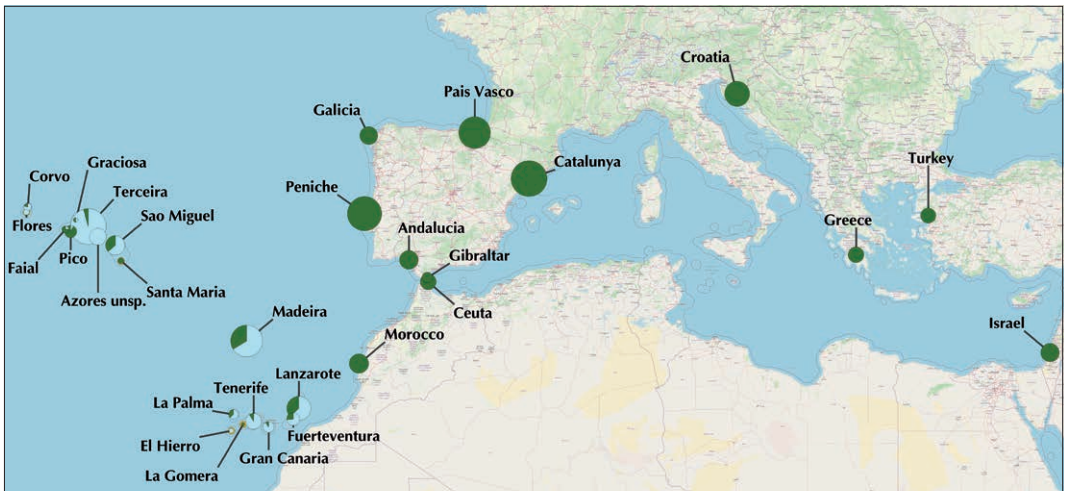 Croatia
Pais Vasco
Galicia
Catalunya
Turkey
Graciosa
Corvo
Terceira
Peniche
Sao Miguel
Flores
Andalucia
Greece
Faial
Pico
Gibraltar
Azores unsp.
Santa Maria
Ceuta
Madeira
Israel
Morocco
Lanzarote
Tenerife
La Palma
El Hierro
Fuerteventura
Gran Canaria
La Gomera